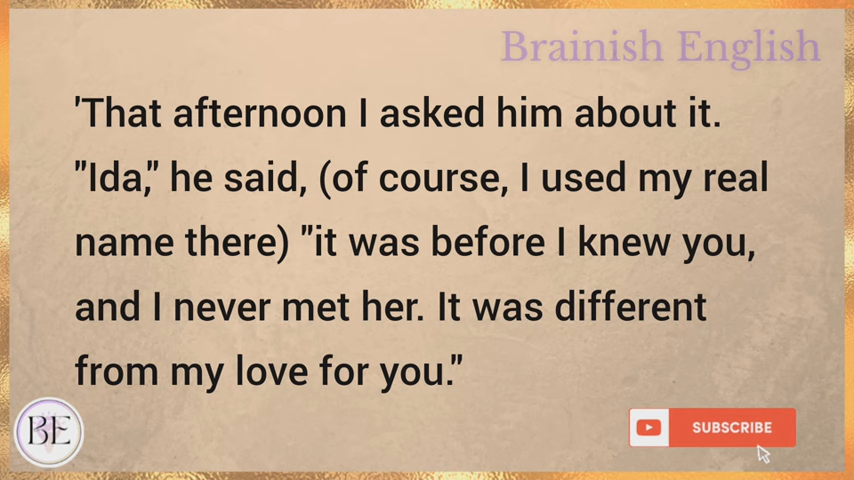 Brainish English
'That afternoon I asked him about it.
"Ida," he said, (of course, I used my real
name there) "it was before I knew you,
and I never met her. It was different
from my love for you."
BE
SUBSCRIBE